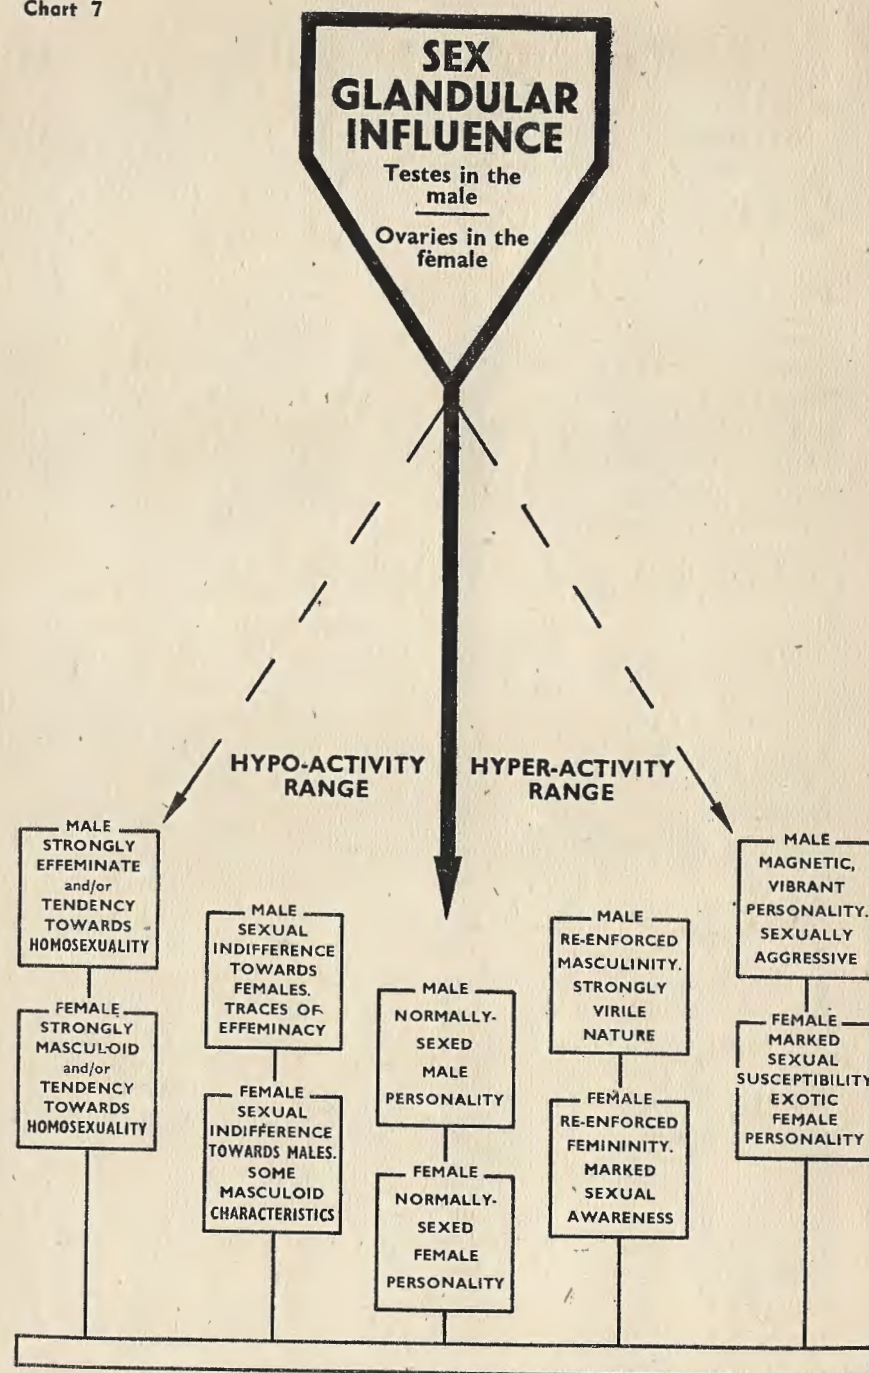 Chart 7
SEX
GLANDULAR
INFLUENCE
Testes in the
male
Ovaries in the
female
HYPO-ACTIVITY
RANGE
HYPER-ACTIVITY
RANGE
MALE
STRONGLY
EFFEMINATE
and/or
TENDENCY
TOWARDS
HOMOSEXUALITY
FEMALE
STRONGLY
MASCULOID
and/or
TENDENCY
TOWARDS
HOMOSEXUALITY
MALE
SEXUAL
INDIFFERENCE
TOWARDS
FEMALES.
TRACES OF
EFFEMINACY
FEMALE
SEXUAL
INDIFFERENCE
TOWARDS MALES.
SOME
MASCULOID
CHARACTERISTICS
MALE
NORMALLY-
SEXED
MALE
PERSONALITY
FEMALE
NORMALLY-
SEXED
FEMALE
PERSONALITY
MALE
RE-ENFORCED
MASCULINITY.
STRONGLY
VIRILE
NATURE
FEMALE
RE-ENFORCED
FEMININITY.
MARKED
SEXUAL
AWARENESS
MALE
MAGNETIC,
VIBRANT
PERSONALITY.
SEXUALLY
AGGRESSIVE
FEMALE
MARKED
SEXUAL
SUSCEPTIBILITY
EXOTIC
FEMALE
PERSONALITY